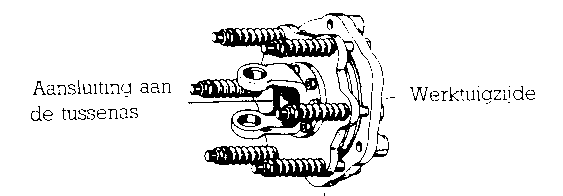 Aansluiting aan
de tussenas
Werktuigzijde